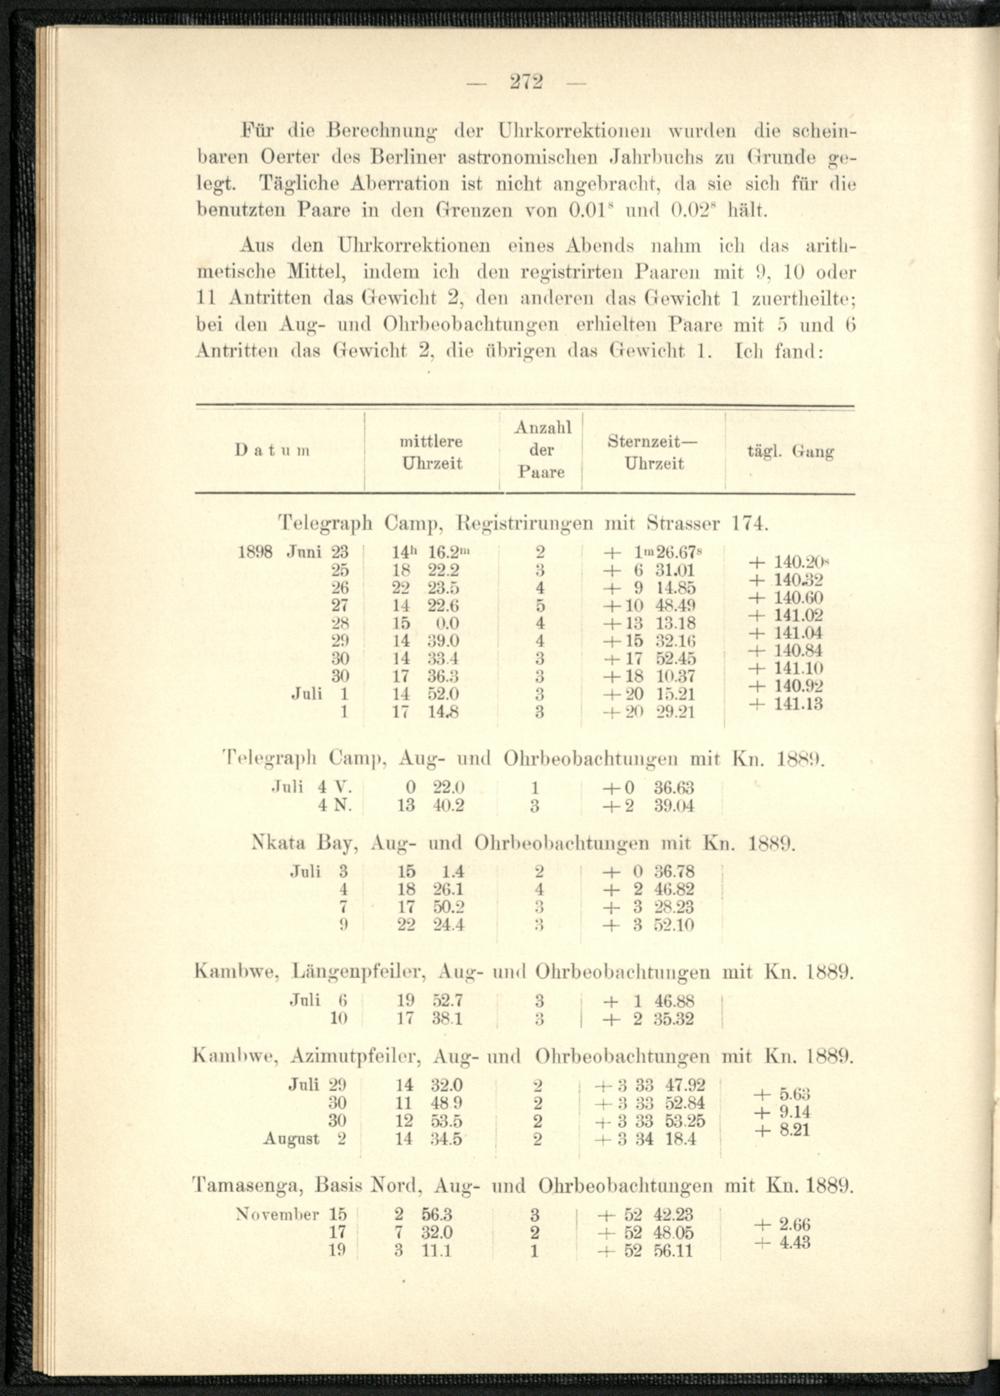 — 272 —
Für die Berechnung der Uhrkorrektionen wurden die schein-
baren Oerter des Berliner astronomischen Jahrbuchs zu Grunde ge-
legt. Tägliche Aberration ist nicht angebracht, da sie sich für die
benutzten Paare in den Grenzen von 0.01ˢ und 0.02ˢ hält.
Aus den Uhrkorrektionen eines Abends nahm ich das arith-
metische Mittel, indem ich den registrirten Paaren mit 9, 10 oder
11 Antritten das Gewicht 2, den anderen das Gewicht 1 zuertheilte;
bei den Aug- und Ohrbeobachtungen erhielten Paare mit 5 und 6
Antritten das Gewicht 2, die übrigen das Gewicht 1. Ich fand:
Datum mittlere Uhrzeit Anzahl der Paare Sternzeit— Uhrzeit tägl. Gang
Telegraph Camp, Registrirungen mit Strasser 174.
1898 Juni 23 14ʰ 16.2ᵐ 2 + 1ᵐ26.67ˢ
+ 140.20ˢ
25 18 22.2 3 + 6 31.01
+ 140.32
26 22 23.5 4 + 9 14.85
+ 140.60
27 14 22.6 5 +10 48.49
+ 141.02
28 15 0.0 4 +13 13.18
+ 141.04
29 14 39.0 4 +15 32.16
+ 140.84
30 14 33.4 3 +17 52.45
+ 141.10
30 17 36.3 3 +18 10.37
+ 140.92
Juli 1 14 52.0 3 +20 15.21
+ 141.13
1 17 14.8 3 +20 29.21
Telegraph Camp, Aug- und Ohrbeobachtungen mit Kn. 1889.
Juli 4 V. 0 22.0 1 +0 36.63
4 N. 13 40.2 3 +2 39.04
Nkata Bay, Aug- und Ohrbeobachtungen mit Kn. 1889.
Juli 3 15 1.4 2 + 0 36.78
4 18 26.1 4 + 2 46.82
7 17 50.2 3 + 3 28.23
9 22 24.4 3 + 3 52.10
Kambwe, Längenpfeiler, Aug- und Ohrbeobachtungen mit Kn. 1889.
Juli 6 19 52.7 3 + 1 46.88
10 17 38.1 3 + 2 35.32
Kambwe, Azimutpfeiler, Aug- und Ohrbeobachtungen mit Kn. 1889.
Juli 29 14 32.0 2 +3 33 47.92
+ 5.63
30 11 48 9 2 +3 33 52.84
+ 9.14
30 12 53.5 2 +3 33 53.25
+ 8.21
August 2 14 34.5 2 +3 34 18.4
Tamasenga, Basis Nord, Aug- und Ohrbeobachtungen mit Kn. 1889.
November 15 2 56.3 3 + 52 42.23
+ 2.66
17 7 32.0 2 + 52 48.05
+ 4.43
19 3 11.1 1 + 52 56.11